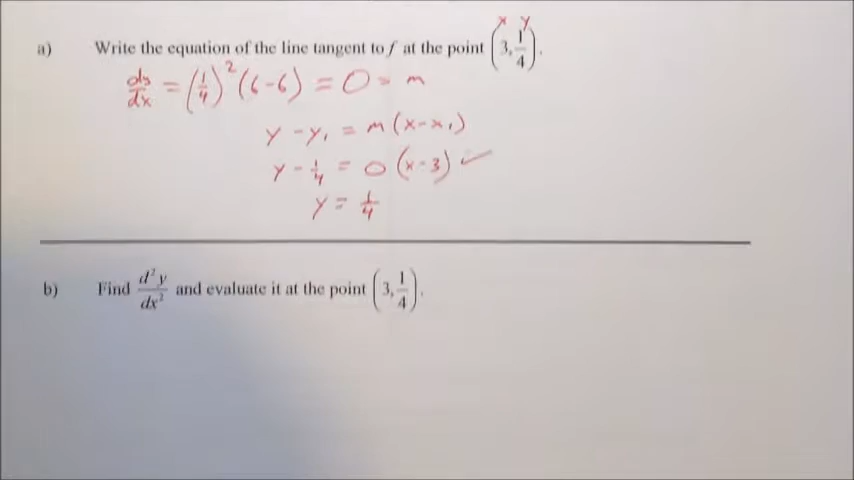 x y
a) Write the equation of the line tangent to f at the point (3, 1/4).
dy/dx = (1/4)^2 (6-6) = 0 = m
y - y₁ = m(x-x₁)
y - 1/4 = 0(x-3) ✓
y = 1/4
b) Find d²y/dx² and evaluate it at the point (3, 1/4).